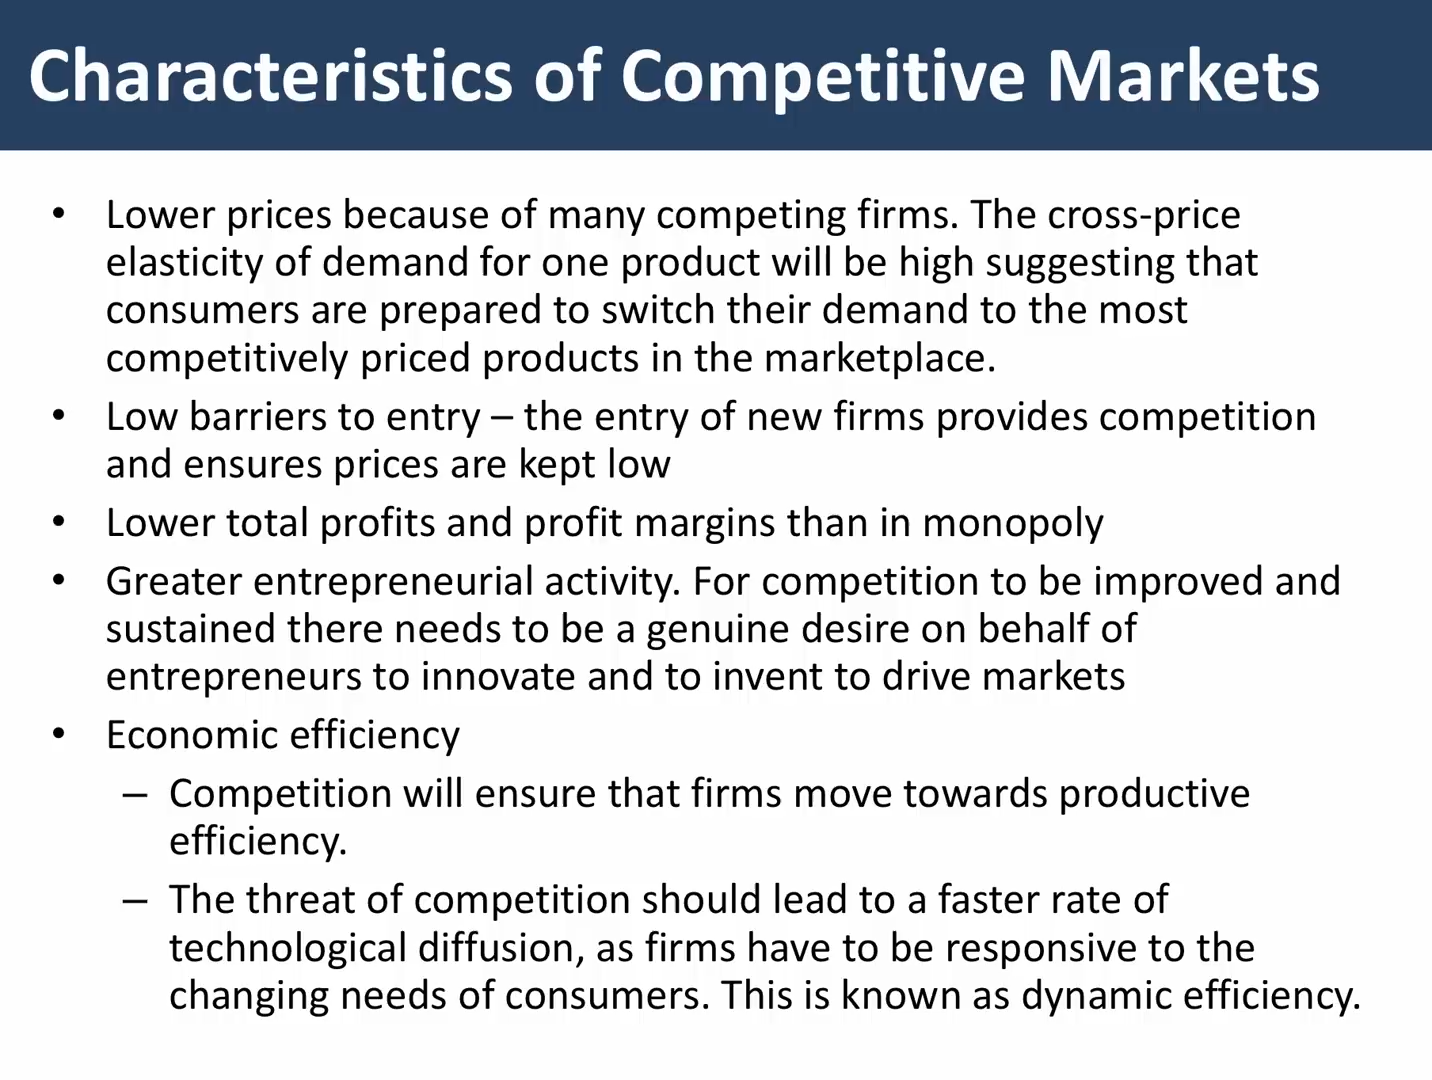 Characteristics of Competitive Markets
• Lower prices because of many competing firms. The cross-price
elasticity of demand for one product will be high suggesting that
consumers are prepared to switch their demand to the most
competitively priced products in the marketplace.
• Low barriers to entry – the entry of new firms provides competition
and ensures prices are kept low
• Lower total profits and profit margins than in monopoly
• Greater entrepreneurial activity. For competition to be improved and
sustained there needs to be a genuine desire on behalf of
entrepreneurs to innovate and to invent to drive markets
• Economic efficiency
– Competition will ensure that firms move towards productive
efficiency.
– The threat of competition should lead to a faster rate of
technological diffusion, as firms have to be responsive to the
changing needs of consumers. This is known as dynamic efficiency.